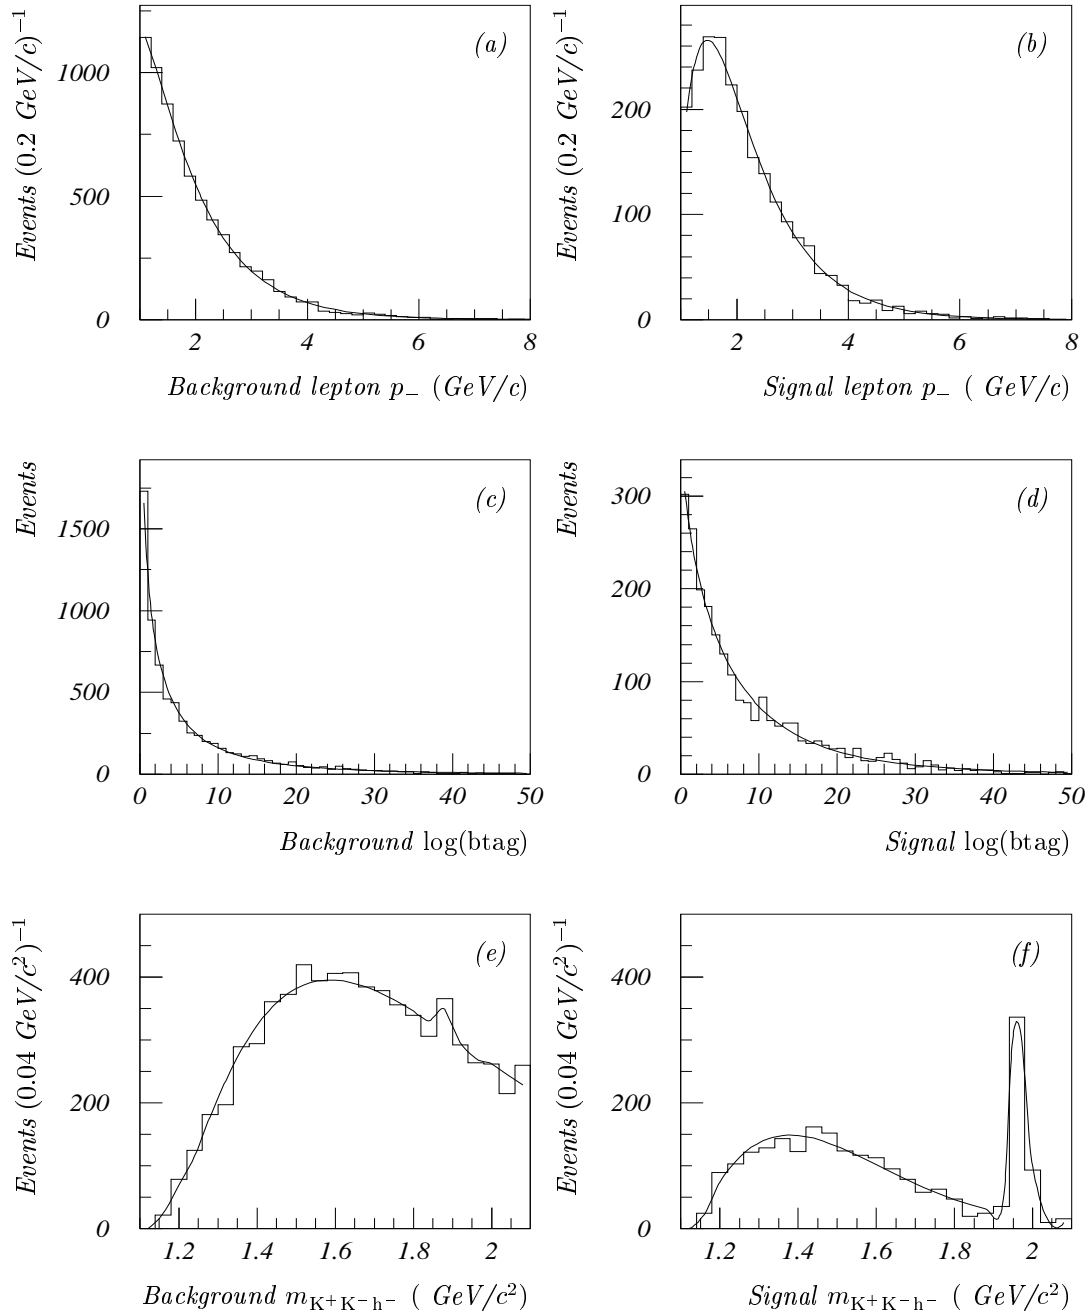 Events (0.2 GeV/c)⁻¹
(a)
1000
500
0
2 4 6 8
Background lepton p₋ (GeV/c)
Events (0.2 GeV/c)⁻¹
(b)
200
100
0
2 4 6 8
Signal lepton p₋ ( GeV/c)
Events
(c)
1500
1000
500
0
0 10 20 30 40 50
Background log(btag)
Events
(d)
300
200
100
0
0 10 20 30 40 50
Signal log(btag)
Events (0.04 GeV/c²)⁻¹
(e)
400
200
0
1.2 1.4 1.6 1.8 2
Background m_K⁺K⁻h⁻ ( GeV/c²)
Events (0.04 GeV/c²)⁻¹
(f)
400
200
0
1.2 1.4 1.6 1.8 2
Signal m_K⁺K⁻h⁻ ( GeV/c²)